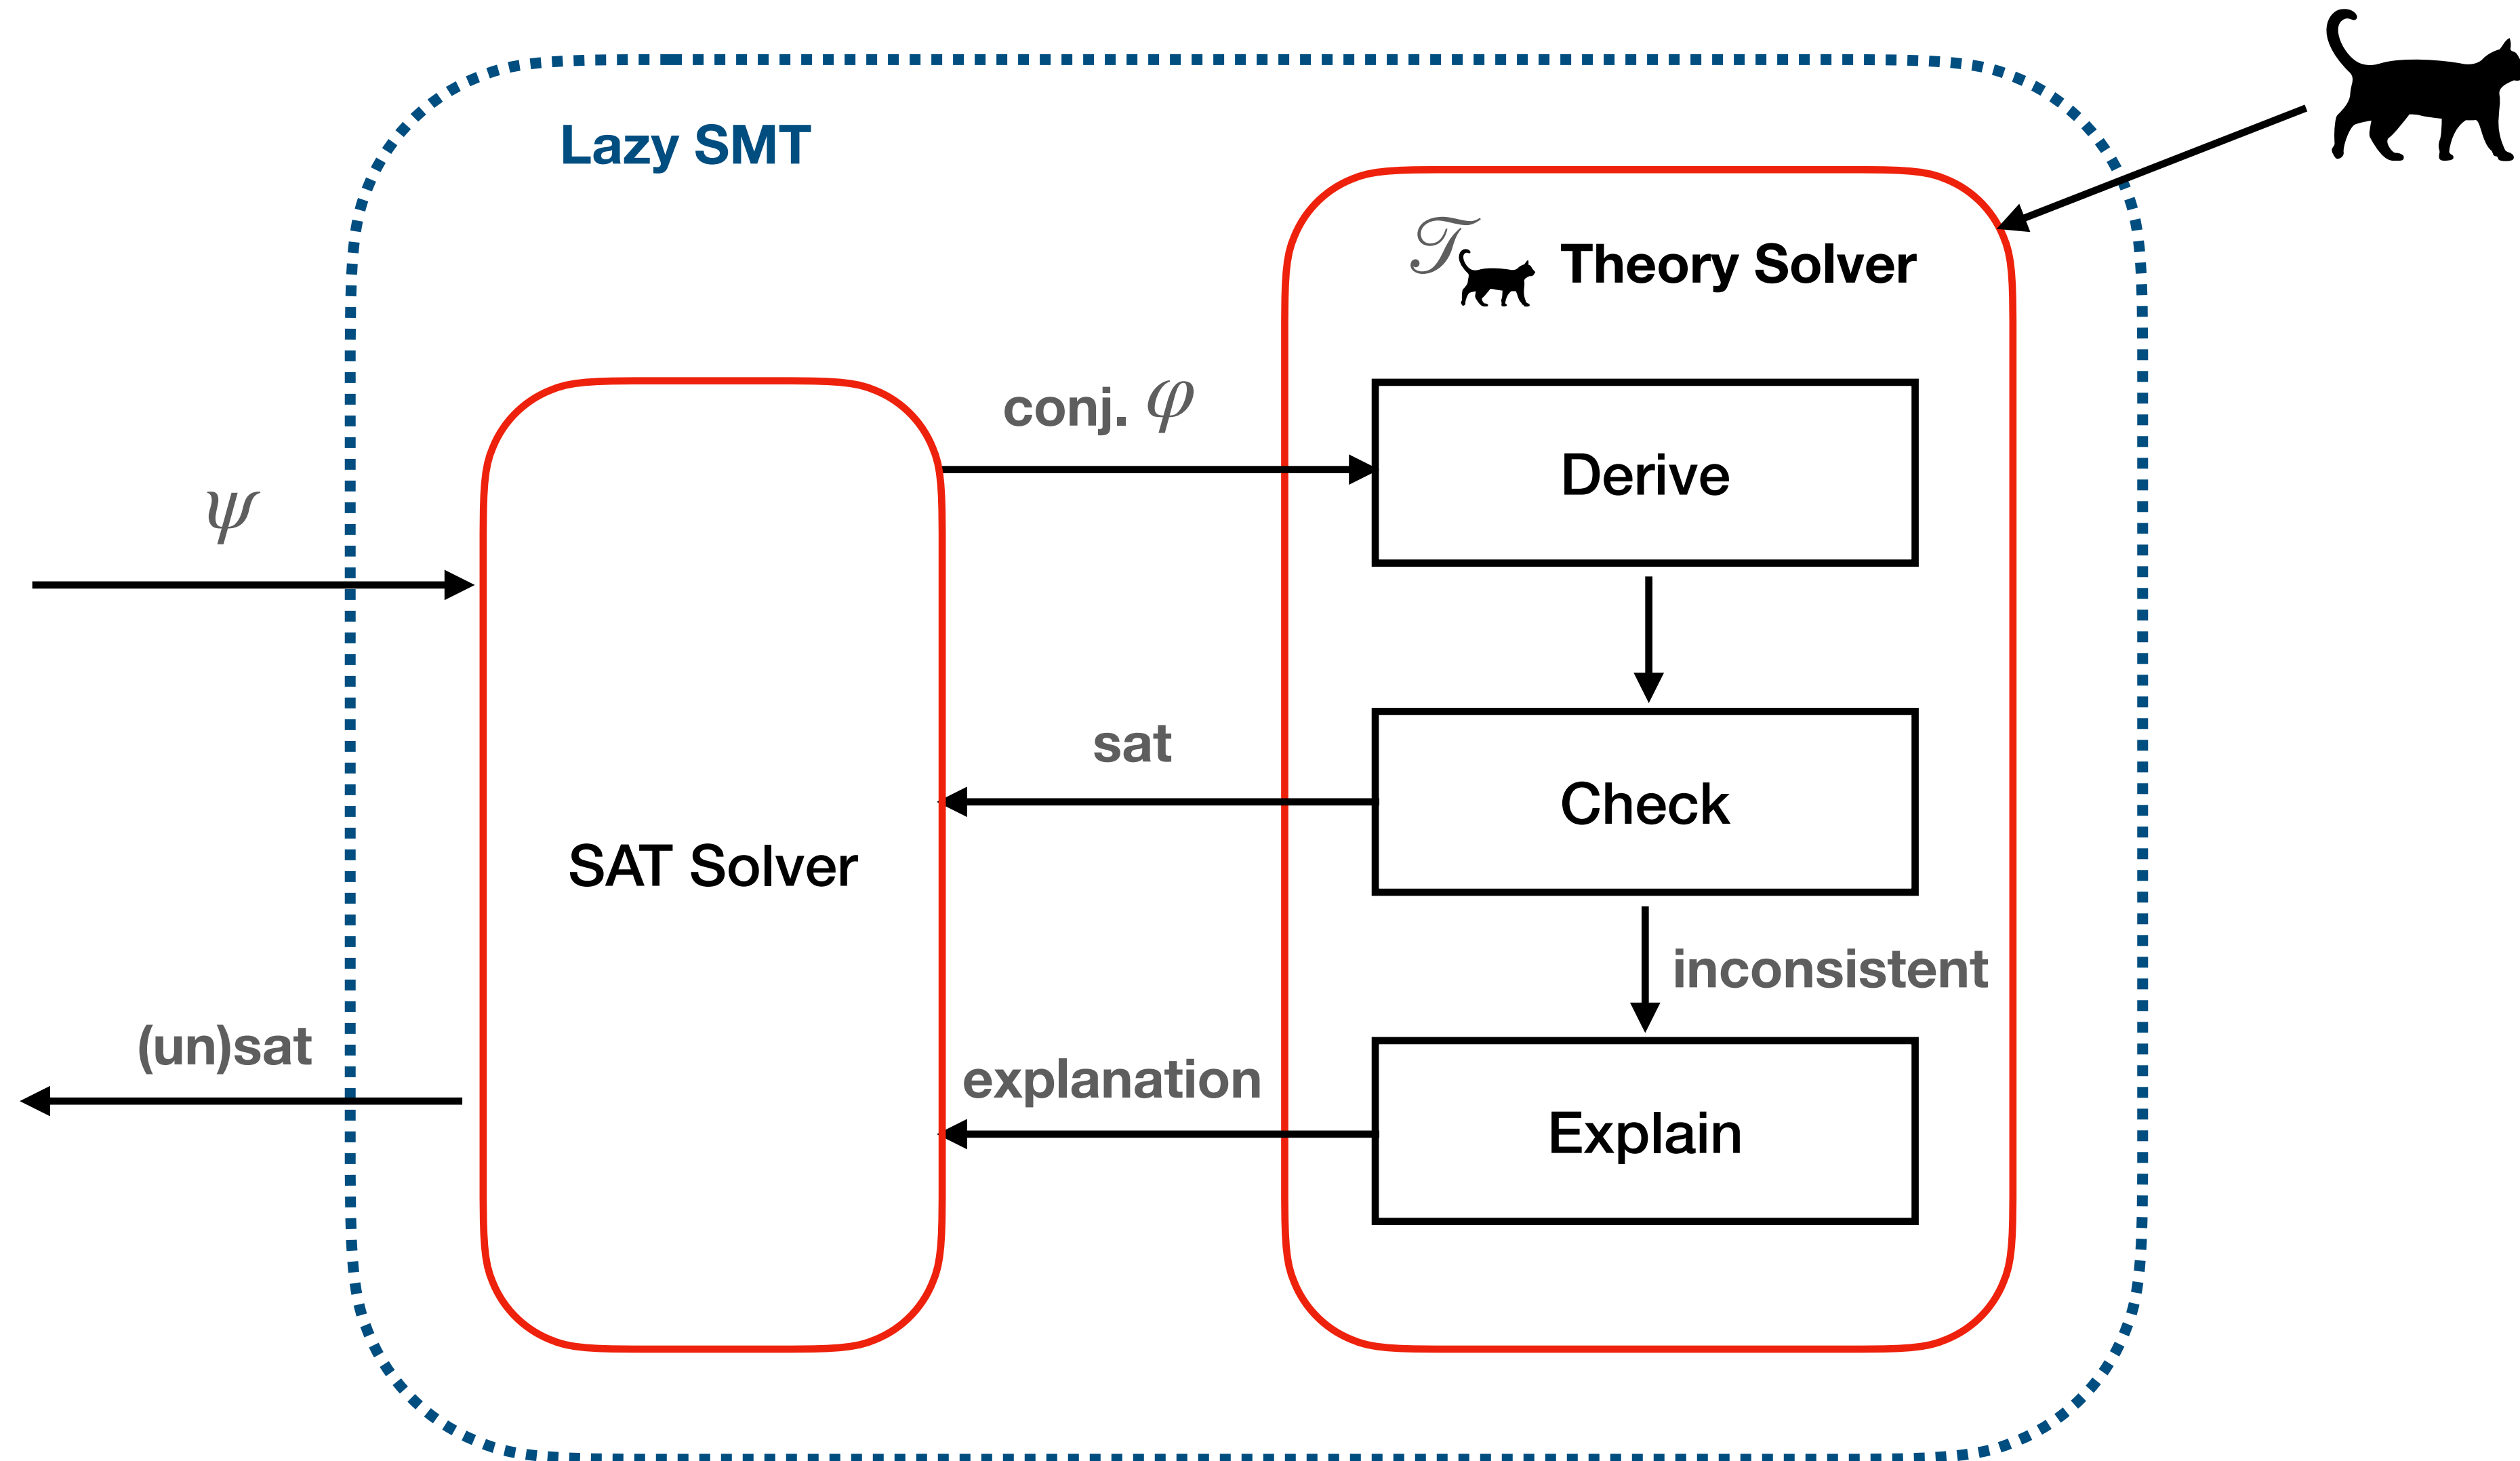 Lazy SMT
𝒯 Theory Solver
conj. φ
Derive
ψ
sat
Check
SAT Solver
inconsistent
(un)sat
explanation
Explain